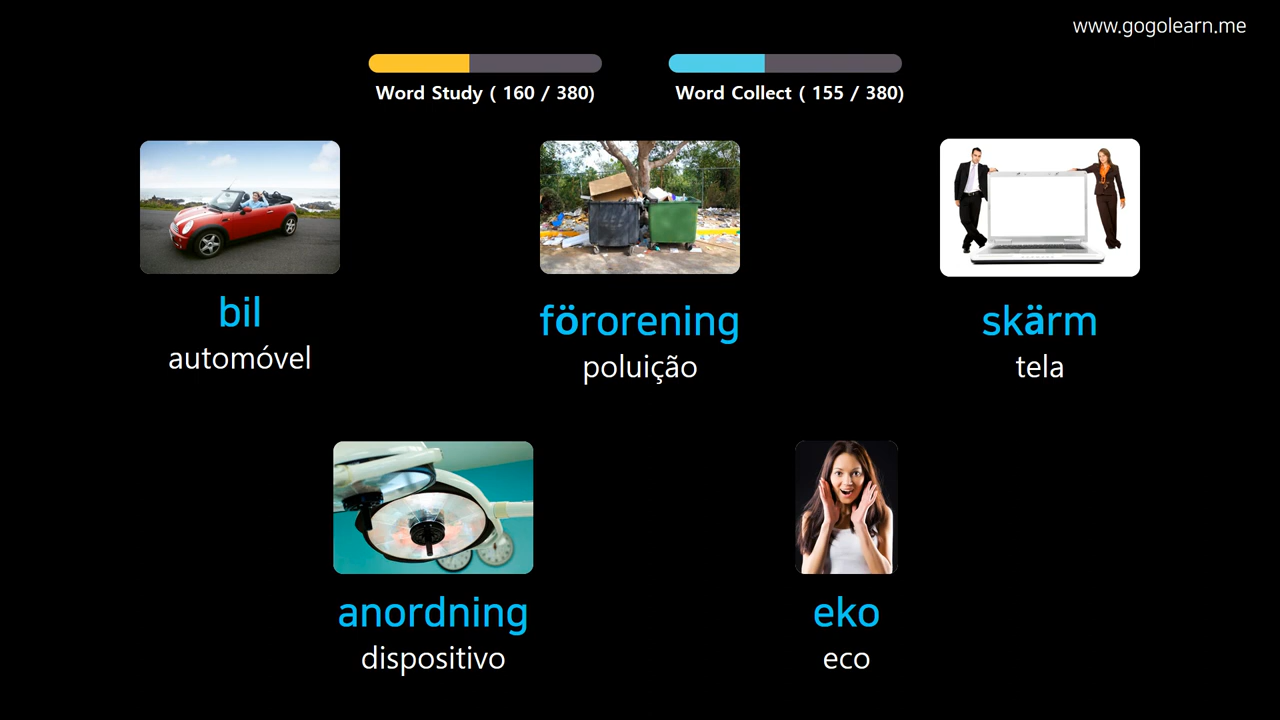 www.gogolearn.me
Word Study ( 160 / 380)
Word Collect ( 155 / 380)
bil
automóvel
förorening
poluição
skärm
tela
anordning
dispositivo
eko
eco